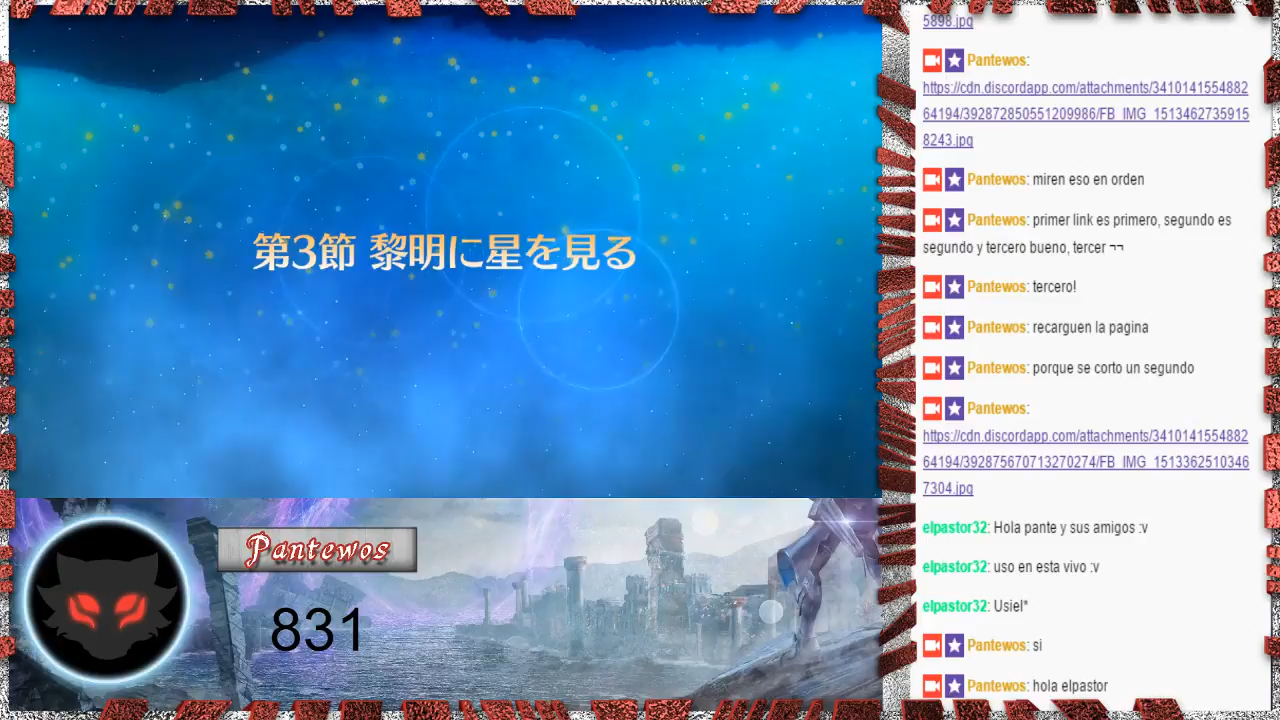 第3節 黎明に星を見る
Pantewos
831
5898.jpg
Pantewos:
https://cdn.discordapp.com/attachments/3410141554882
64194/392872850551209986/FB_IMG_1513462735915
8243.jpg
Pantewos: miren eso en orden
Pantewos: primer link es primero, segundo es
segundo y tercero bueno, tercer ¬¬
Pantewos: tercero!
Pantewos: recarguen la pagina
Pantewos: porque se corto un segundo
Pantewos:
https://cdn.discordapp.com/attachments/3410141554882
64194/392875670713270274/FB_IMG_1513362510346
7304.jpg
elpastor32: Hola pante y sus amigos :v
elpastor32: uso en esta vivo :v
elpastor32: Usiel*
Pantewos: si
Pantewos: hola elpastor